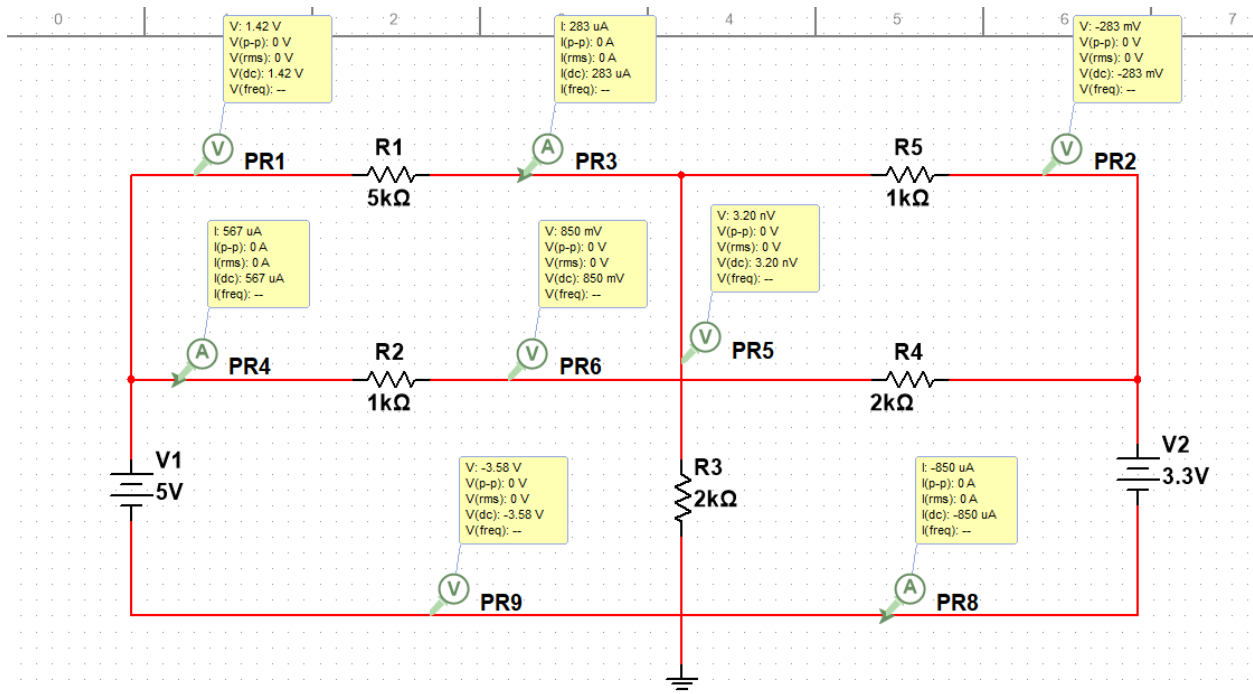 0 2 4 5 6 7
V: 1.42 V
V(p-p): 0 V
V(rms): 0 V
V(dc): 1.42 V
V(freq): --
I: 283 uA
I(p-p): 0 A
I(rms): 0 A
I(dc): 283 uA
I(freq): --
V: -283 mV
V(p-p): 0 V
V(rms): 0 V
V(dc): -283 mV
V(freq): --
V PR1
R1
5kΩ
A PR3
R5
1kΩ
V PR2
I: 567 uA
I(p-p): 0 A
I(rms): 0 A
I(dc): 567 uA
I(freq): --
V: 850 mV
V(p-p): 0 V
V(rms): 0 V
V(dc): 850 mV
V(freq): --
V: 3.20 nV
V(p-p): 0 V
V(rms): 0 V
V(dc): 3.20 nV
V(freq): --
A PR4
R2
1kΩ
V PR6
V PR5
R4
2kΩ
V1
5V
V: -3.58 V
V(p-p): 0 V
V(rms): 0 V
V(dc): -3.58 V
V(freq): --
R3
2kΩ
I: -850 uA
I(p-p): 0 A
I(rms): 0 A
I(dc): -850 uA
I(freq): --
V2
3.3V
V PR9
A PR8